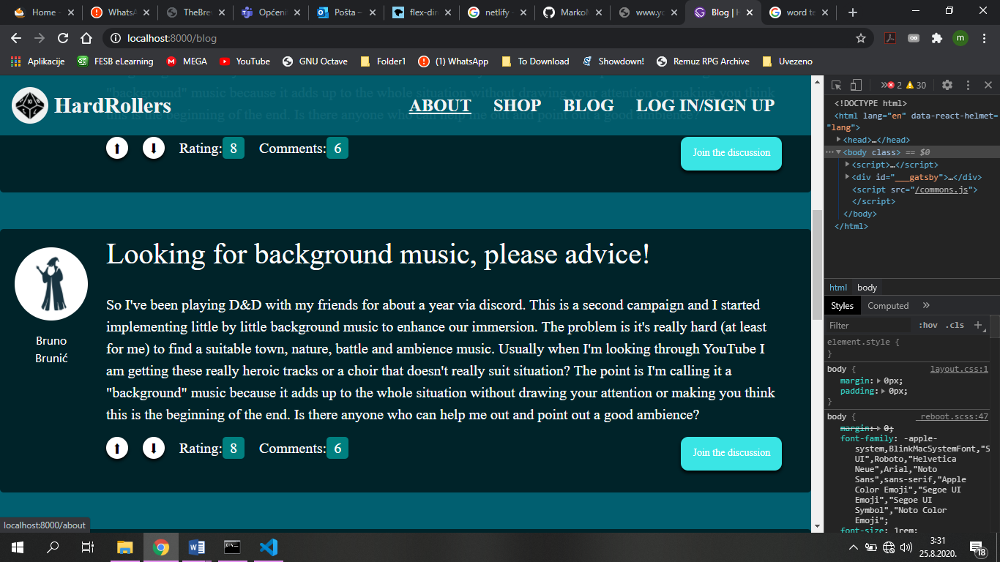 Home -
WhatsA
TheBre
Općeni
Pošta –
flex-din
netlify
MarkoM
www.yo
Blog | H
word te
localhost:8000/blog
m
Aplikacije
FESB eLearning
MEGA
YouTube
GNU Octave
Folder1
(1) WhatsApp
To Download
Showdown!
Remuz RPG Archive
Uvezeno
HardRollers
ABOUT SHOP BLOG LOG IN/SIGN UP
"background" music because it adds up to the whole situation without drawing your attention or making you think
this is the beginning of the end. Is there anyone who can help me out and point out a good ambience?
Rating: 8 Comments: 6
Join the discussion
Looking for background music, please advice!
Bruno
Brunić
So I've been playing D&D with my friends for about a year via discord. This is a second campaign and I started
implementing little by little background music to enhance our immersion. The problem is it's really hard (at least
for me) to find a suitable town, nature, battle and ambience music. Usually when I'm looking through YouTube I
am getting these really heroic tracks or a choir that doesn't really suit situation? The point is I'm calling it a
"background" music because it adds up to the whole situation without drawing your attention or making you think
this is the beginning of the end. Is there anyone who can help me out and point out a good ambience?
Rating: 8 Comments: 6
Join the discussion
localhost:8000/about
» 2 30
<!DOCTYPE html>
<html lang="en" data-react-helmet=
"lang">
<head>…</head>
<body class> == $0
<script>…</script>
<div id="___gatsby">…</div>
<script src="/commons.js">
</script>
</body>
</html>
html body
Styles Computed »
Filter :hov .cls +
element.style {
}
body { layout.css:1
margin: 0px;
padding: 0px;
}
body { _reboot.scss:47
margin: 0;
font-family: -apple-
system,BlinkMacSystemFont,"S
UI",Roboto,"Helvetica
Neue",Arial,"Noto
Sans",sans-serif,"Apple
Color Emoji","Segoe UI
Emoji","Segoe UI
Symbol","Noto Color
Emoji";
font-size: 1rem;
3:31
25.8.2020.
18